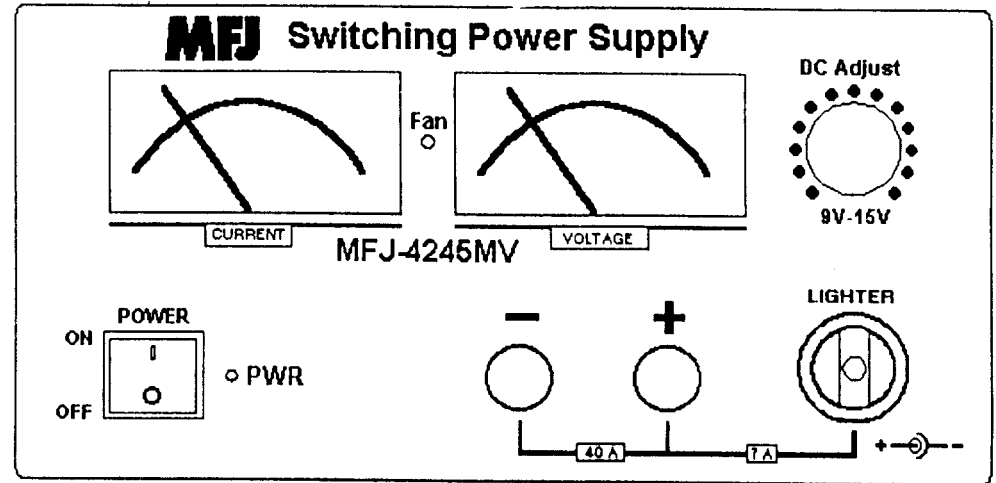 MFJ Switching Power Supply
DC Adjust
Fan
9V-15V
CURRENT
VOLTAGE
MFJ-4245MV
LIGHTER
POWER
ON
OFF
PWR
− +
40 A
7 A
+ -